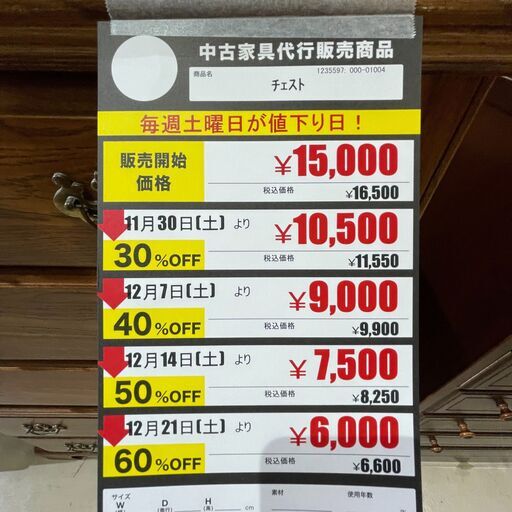 中古家具代行販売商品
商品名
1235597: 000-01004
チェスト
毎週土曜日が値下り日!
販売開始
価格
¥15,000
税込価格
¥16,500
11月30日(土) より
30%OFF
¥10,500
税込価格
¥11,550
12月7日(土) より
40%OFF
¥9,000
税込価格
¥9,900
12月14日(土) より
50%OFF
¥7,500
税込価格
¥8,250
12月21日(土) より
60%OFF
¥6,000
税込価格
¥6,600
サイズ
W D H cm
(幅) (奥行) (高)
素材
使用年数